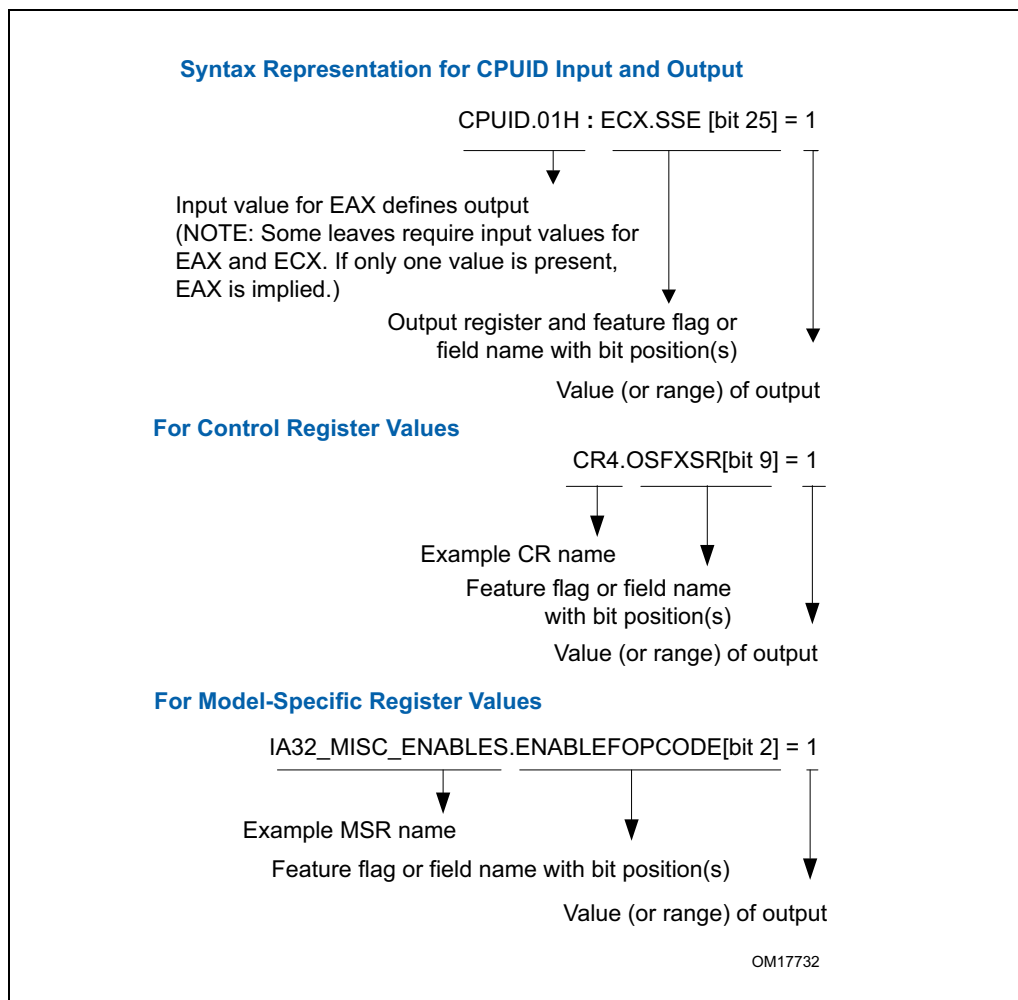 Syntax Representation for CPUID Input and Output
CPUID.01H : ECX.SSE [bit 25] = 1
Input value for EAX defines output
(NOTE: Some leaves require input values for
EAX and ECX. If only one value is present,
EAX is implied.)
Output register and feature flag or
field name with bit position(s)
Value (or range) of output
For Control Register Values
CR4.OSFXSR[bit 9] = 1
Example CR name
Feature flag or field name
with bit position(s)
Value (or range) of output
For Model-Specific Register Values
IA32_MISC_ENABLES.ENABLEFOPCODE[bit 2] = 1
Example MSR name
Feature flag or field name with bit position(s)
Value (or range) of output
OM17732